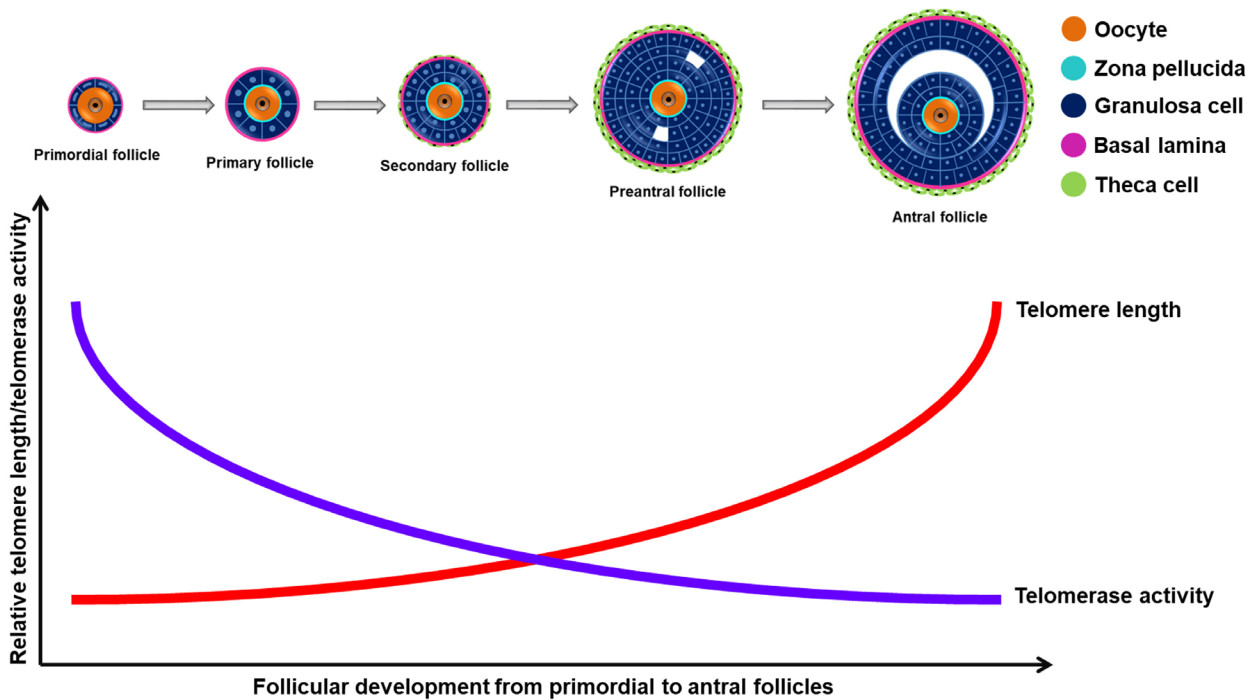 Oocyte
Zona pellucida
Granulosa cell
Basal lamina
Theca cell
Primordial follicle
Primary follicle
Secondary follicle
Preantral follicle
Antral follicle
Relative telomere length/telomerase activity
Telomere length
Telomerase activity
Follicular development from primordial to antral follicles